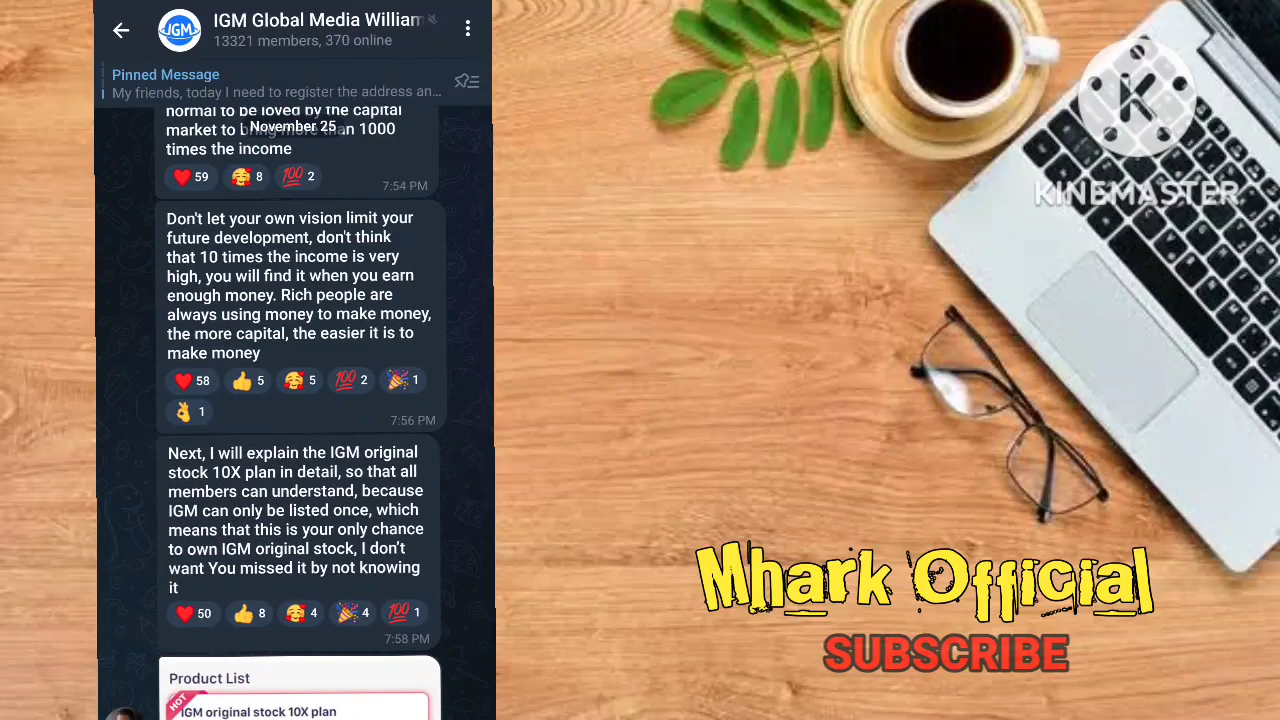 IGM Global Media William
13321 members, 370 online
Pinned Message
My friends, today I need to register the address an...
normal to be loved by the capital
market to bring more than 1000
November 25
times the income
❤️ 59 🥰 8 💯 2
7:54 PM
Don't let your own vision limit your
future development, don't think
that 10 times the income is very
high, you will find it when you earn
enough money. Rich people are
always using money to make money,
the more capital, the easier it is to
make money
❤️ 58 👍 5 🥰 5 💯 2 🎉 1
👌 1
7:56 PM
Next, I will explain the IGM original
stock 10X plan in detail, so that all
members can understand, because
IGM can only be listed once, which
means that this is your only chance
to own IGM original stock, I don't
want You missed it by not knowing
it
❤️ 50 👍 8 🥰 4 🎉 4 💯 1
7:58 PM
Product List
HOT
IGM original stock 10X plan
IGM
K
KINEMASTER
Mhark Official
SUBSCRIBE